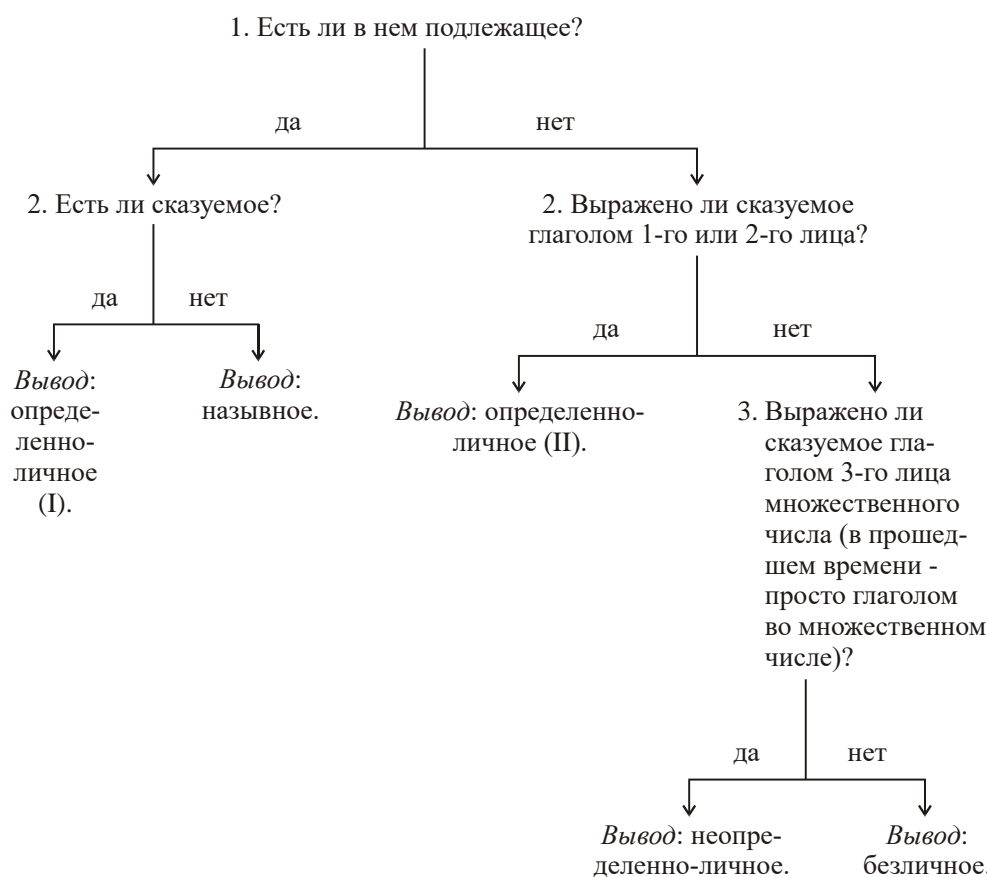 1. Есть ли в нем подлежащее?
да
нет
2. Есть ли сказуемое?
2. Выражено ли сказуемое
глаголом 1-го или 2-го лица?
да
нет
да
нет
Вывод:
опреде-
ленно-
личное
(I).
Вывод:
назывное.
Вывод: определенно-
личное (II).
3. Выражено ли
сказуемое гла-
голом 3-го лица
множественного
числа (в прошед-
шем времени -
просто глаголом
во множественном
числе)?
да
нет
Вывод: неопре-
деленно-личное.
Вывод:
безличное.